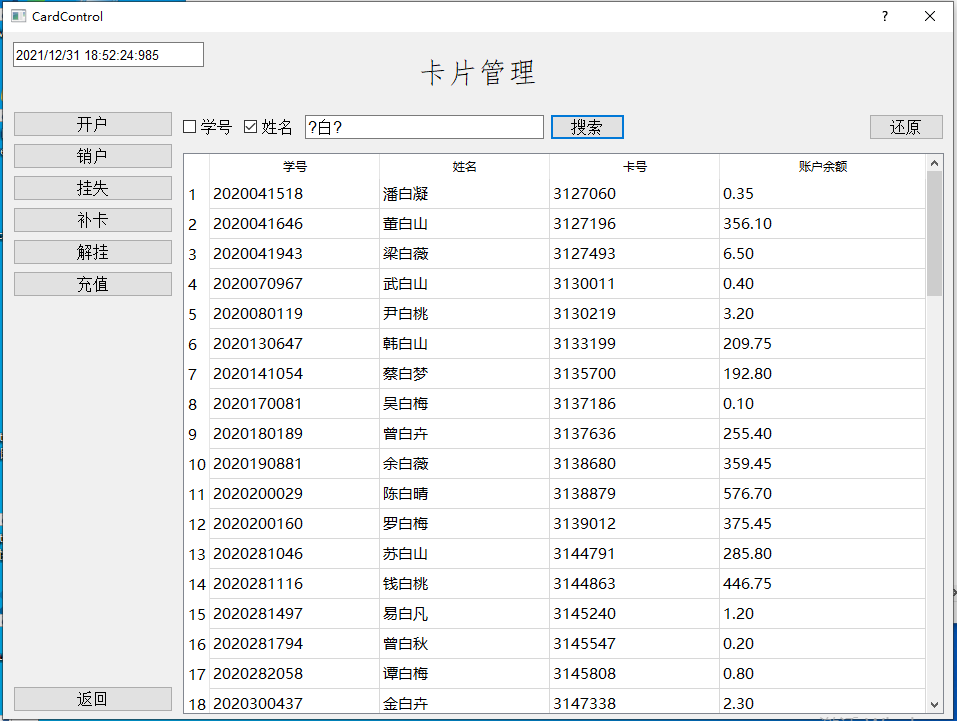 CardControl
2021/12/31 18:52:24:985
卡片管理
开户
销户
挂失
补卡
解挂
充值
返回
学号 姓名 ?白? 搜索 还原
学号 姓名 卡号 账户余额
1 2020041518 潘白凝 3127060 0.35
2 2020041646 董白山 3127196 356.10
3 2020041943 梁白薇 3127493 6.50
4 2020070967 武白山 3130011 0.40
5 2020080119 尹白桃 3130219 3.20
6 2020130647 韩白山 3133199 209.75
7 2020141054 蔡白梦 3135700 192.80
8 2020170081 吴白梅 3137186 0.10
9 2020180189 曾白卉 3137636 255.40
10 2020190881 余白薇 3138680 359.45
11 2020200029 陈白晴 3138879 576.70
12 2020200160 罗白梅 3139012 375.45
13 2020281046 苏白山 3144791 285.80
14 2020281116 钱白桃 3144863 446.75
15 2020281497 易白凡 3145240 1.20
16 2020281794 曾白秋 3145547 0.20
17 2020282058 谭白梅 3145808 0.80
18 2020300437 金白卉 3147338 2.30